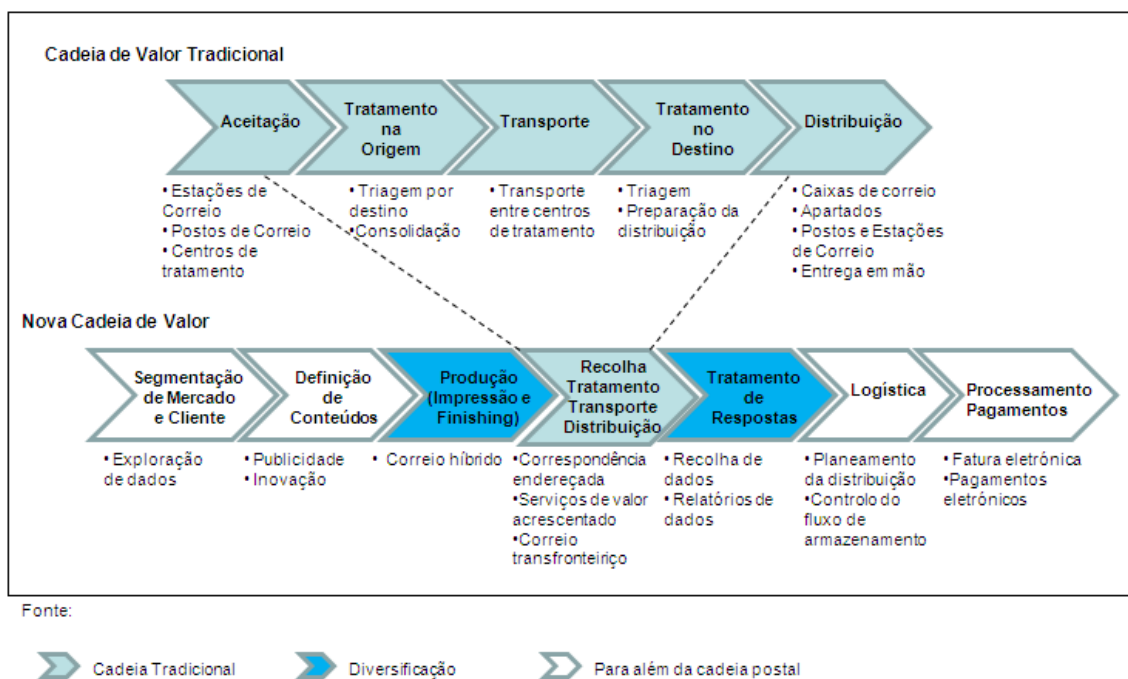 Cadeia de Valor Tradicional
Aceitação
Tratamento
na
Origem
Transporte
Tratamento
no
Destino
Distribuição
• Estações de
Correio
• Postos de Correio
• Centros de
tratamento
• Triagem por
destino
•Consolidação
• Transporte
entre centros
de tratamento
• Triagem
• Preparação da
distribuição
• Caixas de correio
• Apartados
• Postos e Estações
de Correio
• Entrega em mão
Nova Cadeia de Valor
Segmentação
de Mercado
e Cliente
Definição
de
Conteúdos
Produção
(Impressão e
Finishing)
Recolha
Tratamento
Transporte
Distribuição
Tratamento
de
Respostas
Logística
Processamento
Pagamentos
• Exploração
de dados
• Publicidade
• Inovação
• Correio híbrido
•Correspondência
endereçada
•Serviços de valor
acrescentado
•Correio
transfronteiriço
• Recolha de
dados
• Relatórios de
dados
• Planeamento
da distribuição
• Controlo do
fluxo de
armazenamento
• Fatura eletrónica
•Pagamentos
eletrónicos
Fonte:
Cadeia Tradicional
Diversificação
Para além da cadeia postal